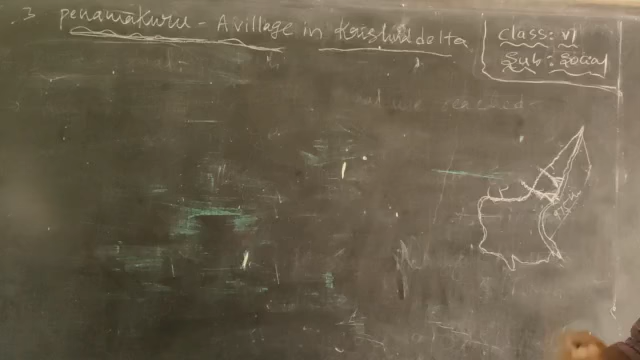 3 penamakuru - A village in Krishna delta
class: VI
Sub: Social